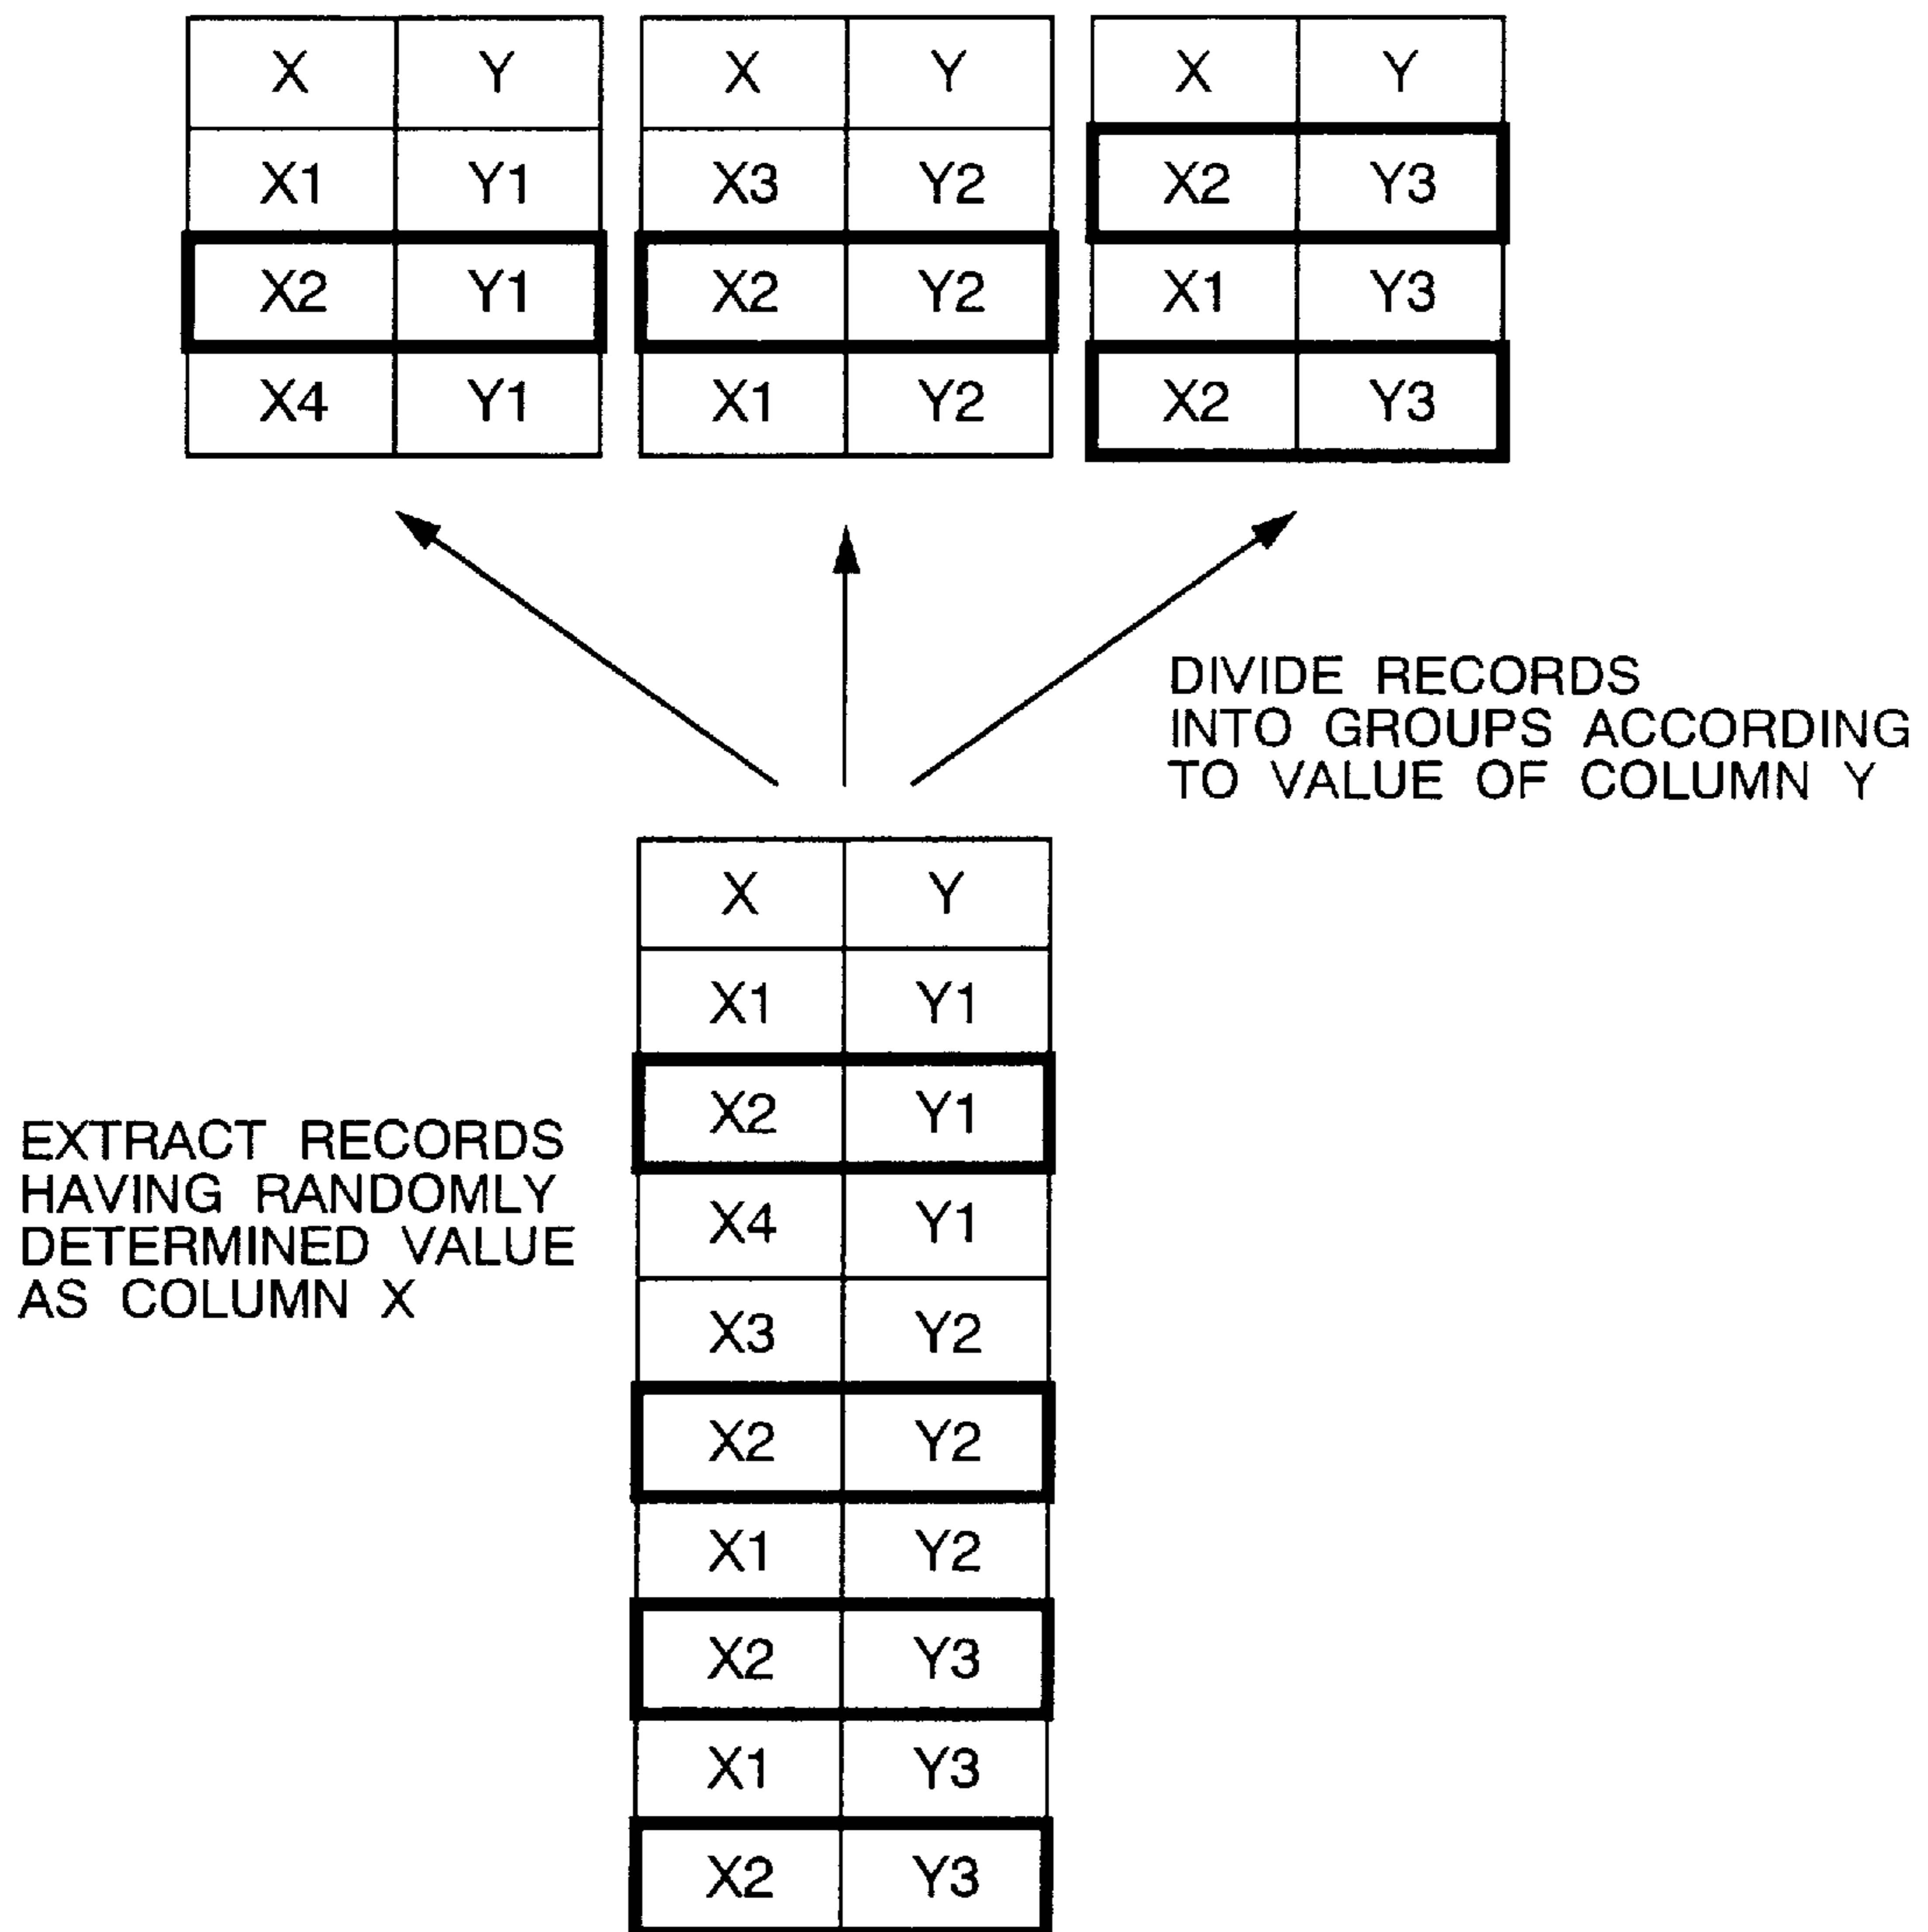 X Y X Y X Y
X1 Y1 X3 Y2 X2 Y3
X2 Y1 X2 Y2 X1 Y3
X4 Y1 X1 Y2 X2 Y3
DIVIDE RECORDS
INTO GROUPS ACCORDING
TO VALUE OF COLUMN Y
X Y
X1 Y1
X2 Y1
EXTRACT RECORDS
HAVING RANDOMLY
DETERMINED VALUE
AS COLUMN X
X4 Y1
X3 Y2
X2 Y2
X1 Y2
X2 Y3
X1 Y3
X2 Y3